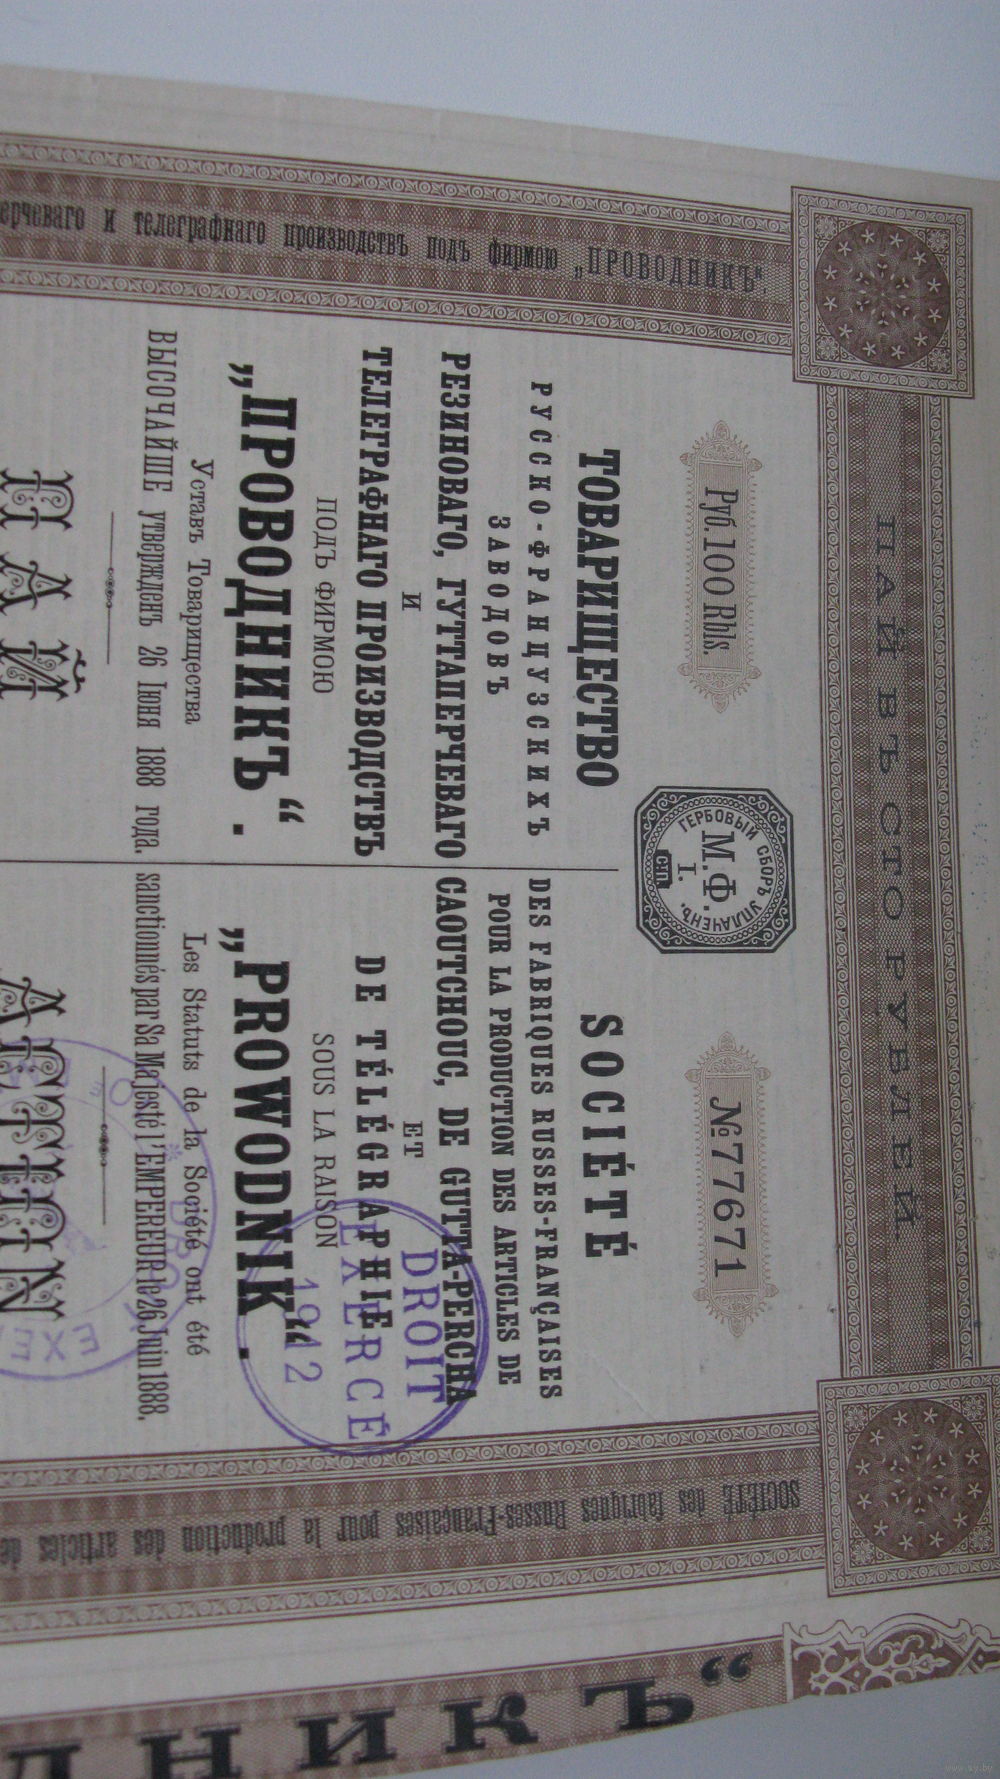 ПАЙ ВЪ СТО РУБЛЕЙ.
Руб. 100 Rbls.
№ 77671
ГЕРБОВЫЙ СБОРЪ УПЛАЧЕНЪ.
М.Ф.
I.
С.П.
ТОВАРИЩЕСТВО
РУССКО-ФРАНЦУЗСКИХЪ
ЗАВОДОВЪ
РЕЗИНОВАГО, ГУТТАПЕРЧЕВАГО
И
ТЕЛЕГРАФНАГО ПРОИЗВОДСТВЪ
ПОДЪ ФИРМОЮ
„ПРОВОДНИКЪ“.
Уставъ Товарищества
ВЫСОЧАЙШЕ утвержденъ 26 Іюня 1888 года.
ПАЙ
SOCIÉTÉ
DES FABRIQUES RUSSES-FRANÇAISES
POUR LA PRODUCTION DES ARTICLES DE
CAOUTCHOUC, DE GUTTA-PERCHA
ET
DE TÉLÉGRAPHIE
SOUS LA RAISON
„PROWODNIK“.
Les Statuts de la Société ont été
sanctionnés par Sa Majesté l'EMPEREUR le 26 Juin 1888.
DROIT
EXERCÉ
1912
ерчеваго и телеграфнаго производствъ подъ фирмою „ПРОВОДНИКЪ“.
SOCIÉTÉ des fabriques Russes-Françaises pour la production des articles de
ДНИКЪ“
www.ay.by